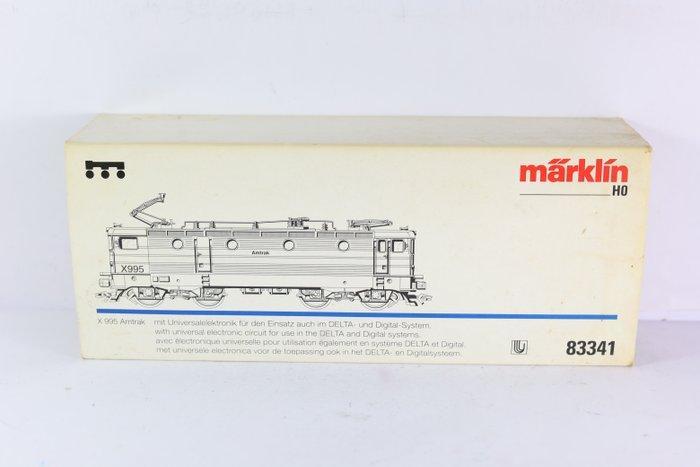 märklin
HO
Amtrak
X995
X 995 Amtrak mit Universalelektronik für den Einsatz auch im DELTA- und Digital-System.
with universal electronic circuit for use in the DELTA and Digital systems.
avec électronique universelle pour utilisation également en système DELTA et Digital.
met universele electronica voor de toepassing ook in het DELTA- en Digitalsysteem.
U 83341